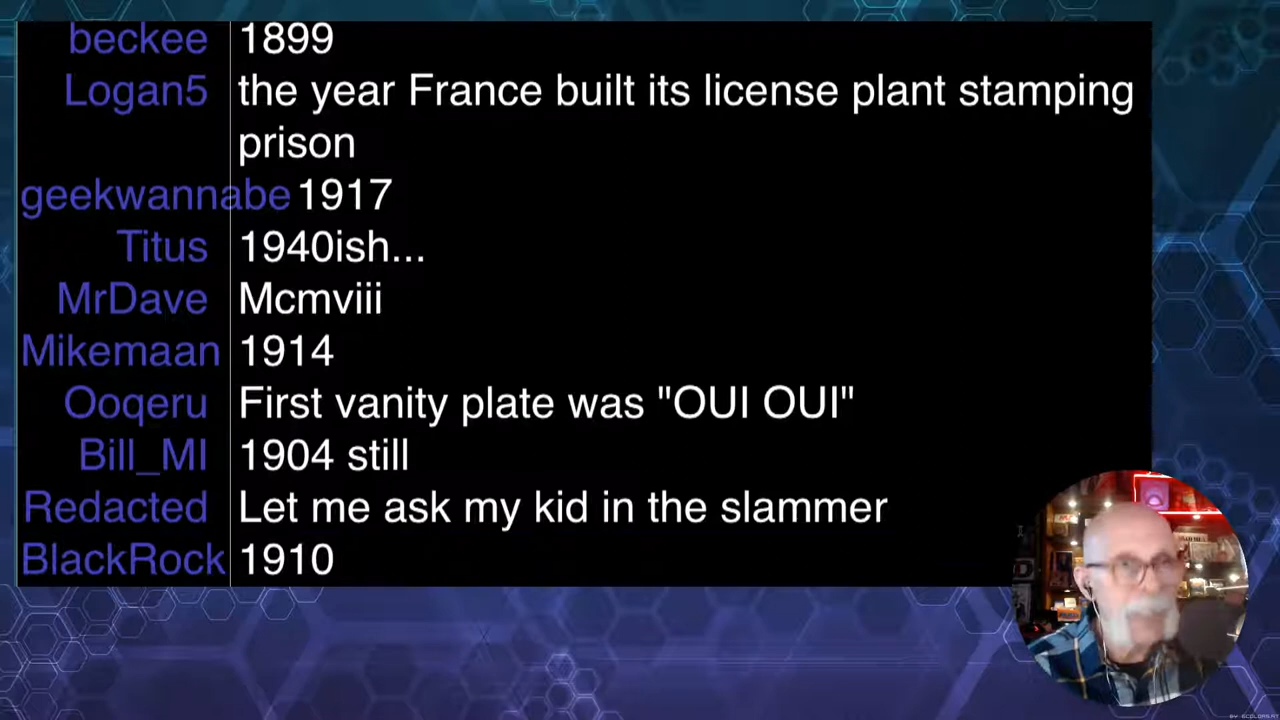 beckee 1899
Logan5 the year France built its license plant stamping
prison
geekwannabe 1917
Titus 1940ish...
MrDave Mcmviii
Mikemaan 1914
Ooqeru First vanity plate was "OUI OUI"
Bill_MI 1904 still
Redacted Let me ask my kid in the slammer
BlackRock 1910